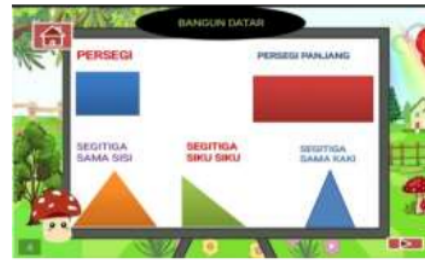 BANGUN DATAR
PERSEGI
PERSEGI PANJANG
SEGITIGA
SAMA SISI
SEGITIGA
SIKU SIKU
SEGITIGA
SAMA KAKI